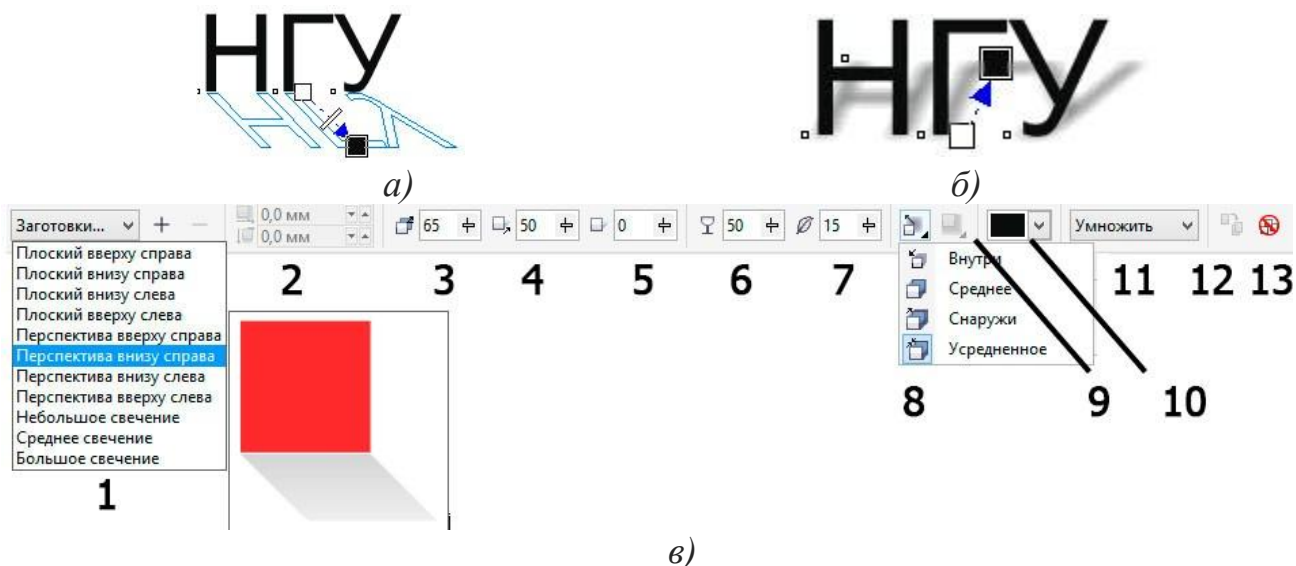 НГУ
НГУ
а)
б)
Заготовки...
0,0 мм
0,0 мм
65
50
0
50
15
Умножить
Плоский вверху справа
Плоский внизу справа
Плоский внизу слева
Плоский вверху слева
Перспектива вверху справа
Перспектива внизу справа
Перспектива внизу слева
Перспектива вверху слева
Небольшое свечение
Среднее свечение
Большое свечение
Внутри
Среднее
Снаружи
Усредненное
2
3
4
5
6
7
11
12
13
8
9
10
1
в)